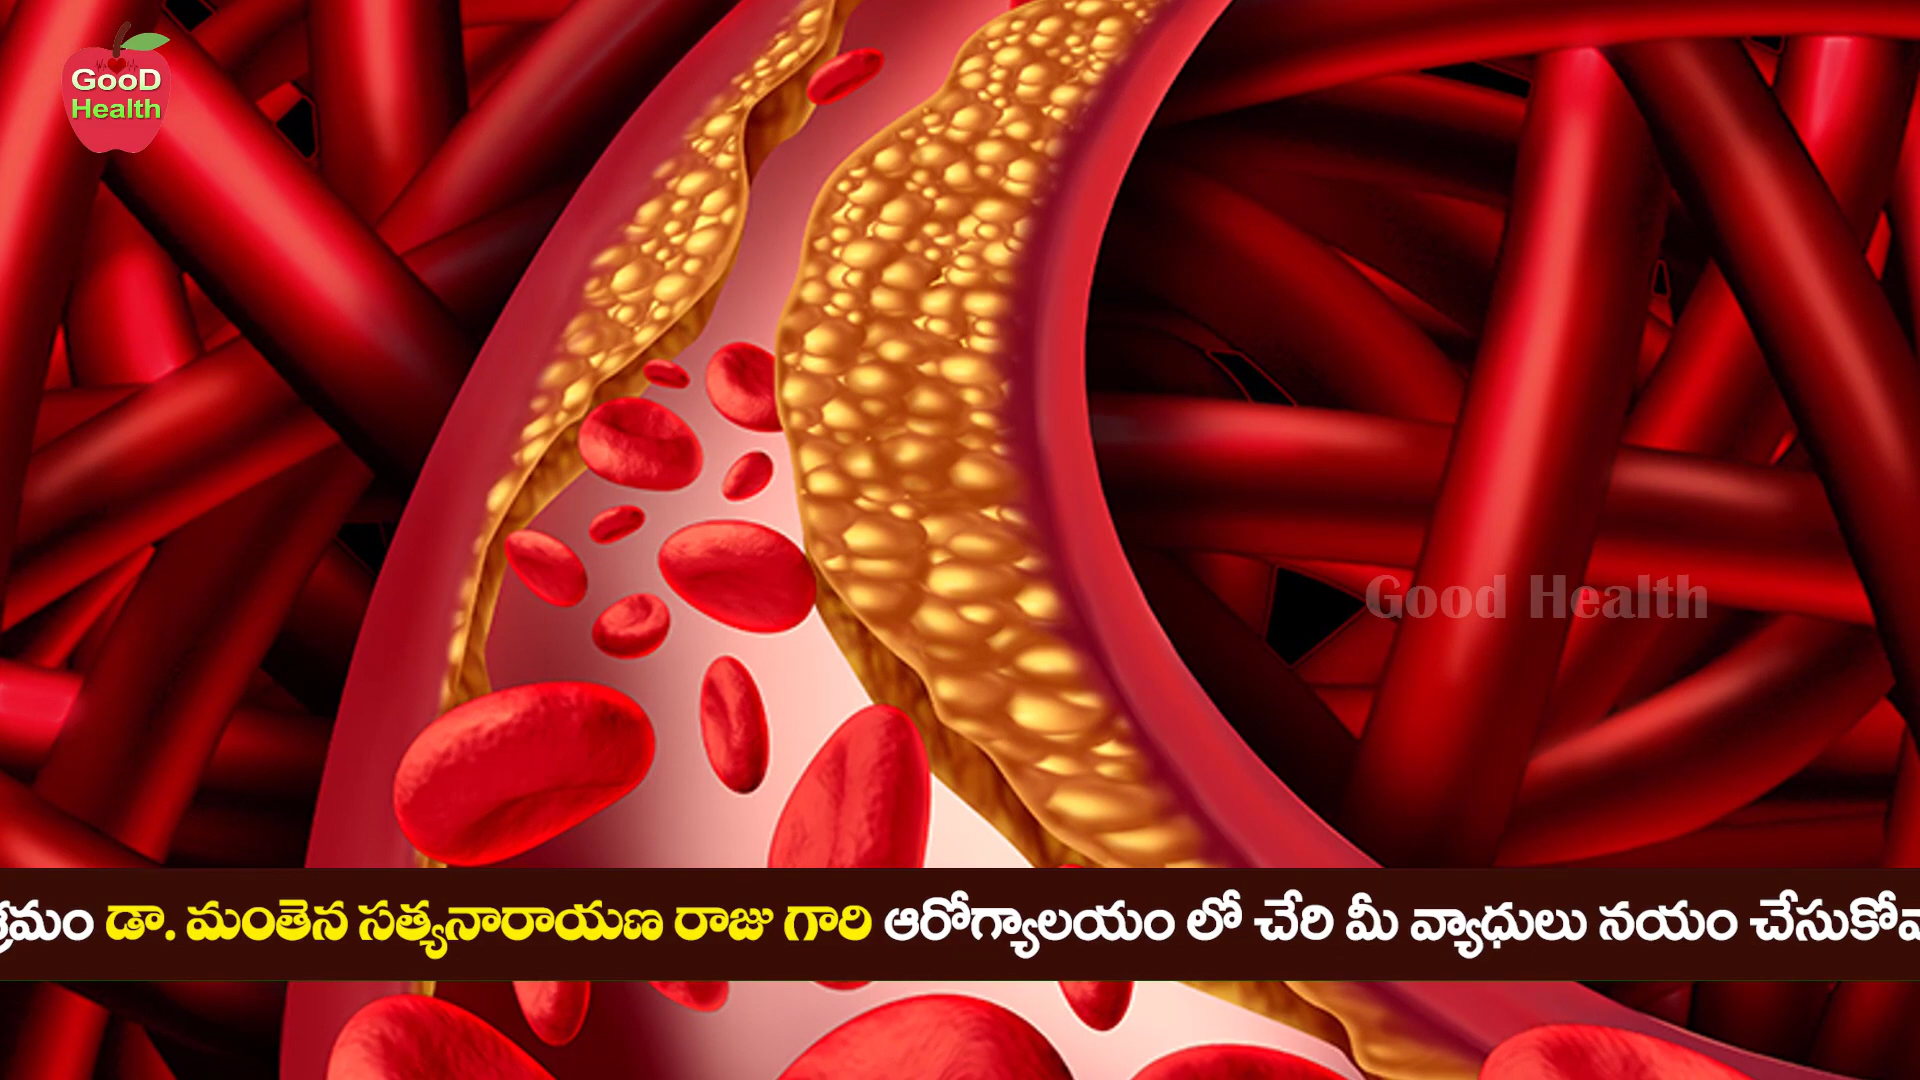 GooD
Health
Good Health
డా. మంతెన సత్యనారాయణ రాజు గారి ఆరోగ్యాలయం లో చేరి మీ వ్యాధులు నయం